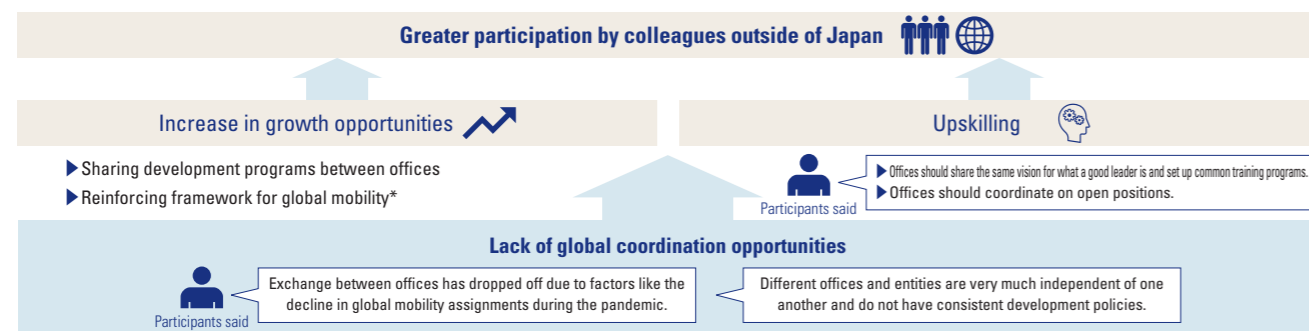 Greater participation by colleagues outside of Japan
Increase in growth opportunities
Upskilling
▶Sharing development programs between offices
▶Reinforcing framework for global mobility*
Participants said
▶Offices should share the same vision for what a good leader is and set up common training programs.
▶Offices should coordinate on open positions.
Lack of global coordination opportunities
Participants said
Exchange between offices has dropped off due to factors like the
decline in global mobility assignments during the pandemic.
Different offices and entities are very much independent of one
another and do not have consistent development policies.